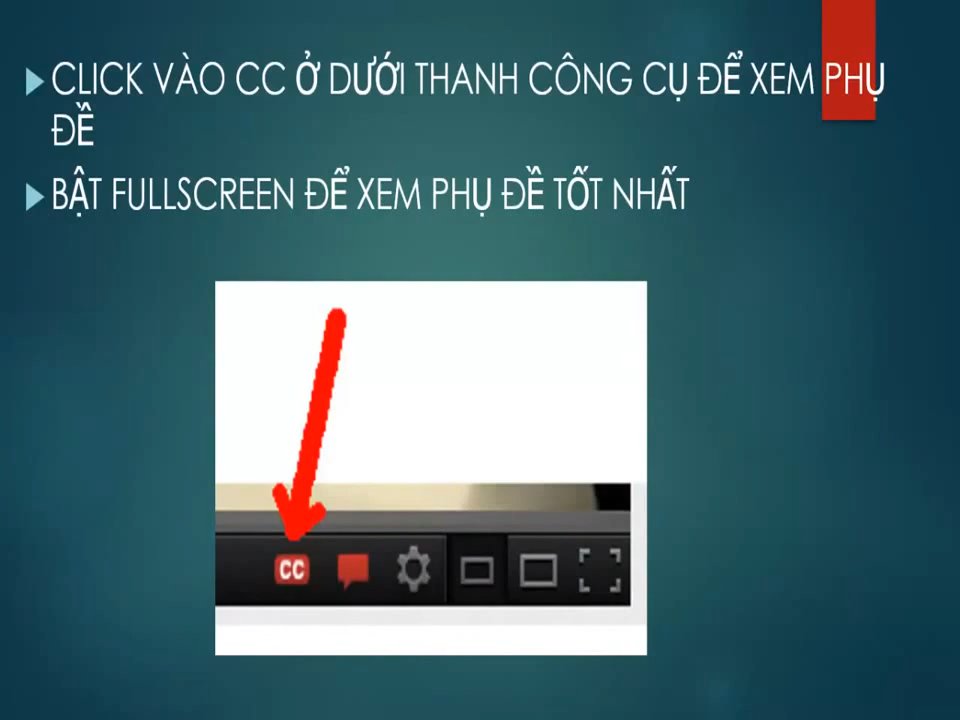 CLICK VÀO CC Ở DƯỚI THANH CÔNG CỤ ĐỂ XEM PHỤ
ĐỀ
BẬT FULLSCREEN ĐỂ XEM PHỤ ĐỀ TỐT NHẤT
CC